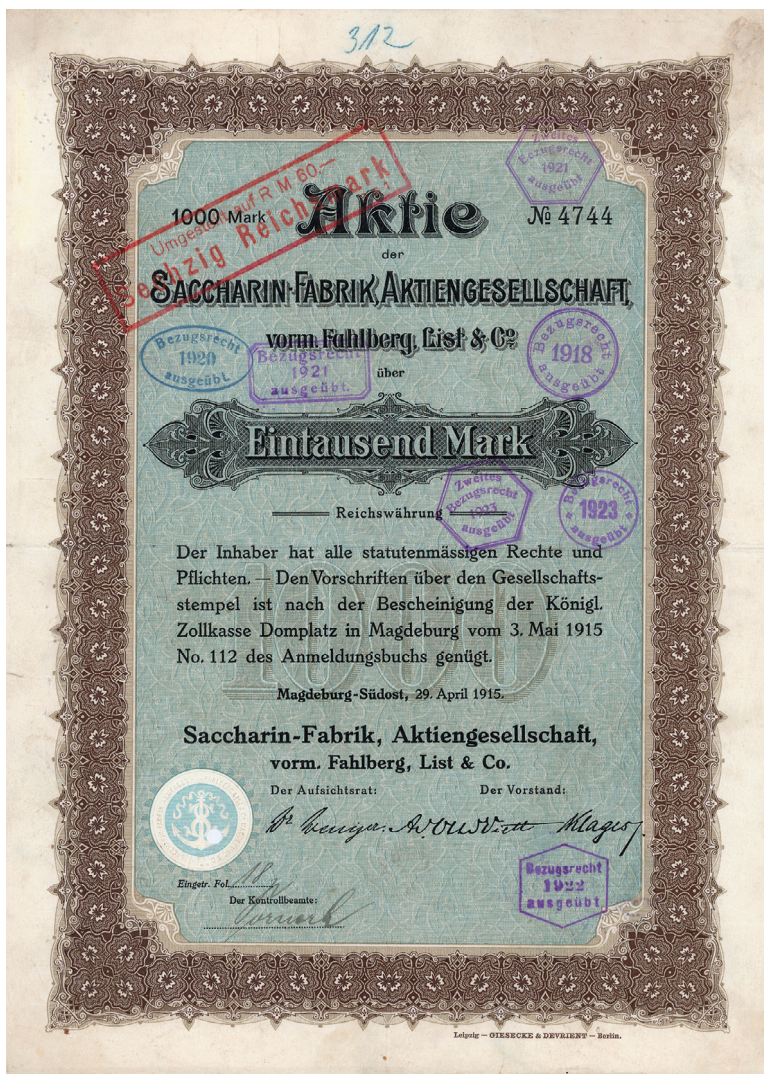 312
Zweites
Bezugsrecht
1921
ausgeübt
Umgestellt auf R M 60.—
Sechzig Reichsmark
1000 Mark Aktie № 4744
der
SACCHARIN-FABRIK, AKTIENGESELLSCHAFT,
vorm. Fahlberg, List & Co
Bezugsrecht
1920
ausgeübt
Bezugsrecht
1921
ausgeübt.
Bezugsrecht
1918
ausgeübt
über
Eintausend Mark
Zweites
Bezugsrecht
1923
ausgeübt
Bezugsrecht
1923
ausgeübt
Reichswährung
1000
Der Inhaber hat alle statutenmässigen Rechte und
Pflichten. — Den Vorschriften über den Gesellschafts-
stempel ist nach der Bescheinigung der Königl.
Zollkasse Domplatz in Magdeburg vom 3. Mai 1915
No. 112 des Anmeldungsbuchs genügt.
Magdeburg-Südost, 29. April 1915.
Saccharin-Fabrik, Aktiengesellschaft,
vorm. Fahlberg, List & Co.
Der Aufsichtsrat: Der Vorstand:
Klager
Bezugsrecht
1922
ausgeübt
Eingetr. Fol. 18
Der Kontrollbeamte:
Leipzig — GIESECKE & DEVRIENT — Berlin.